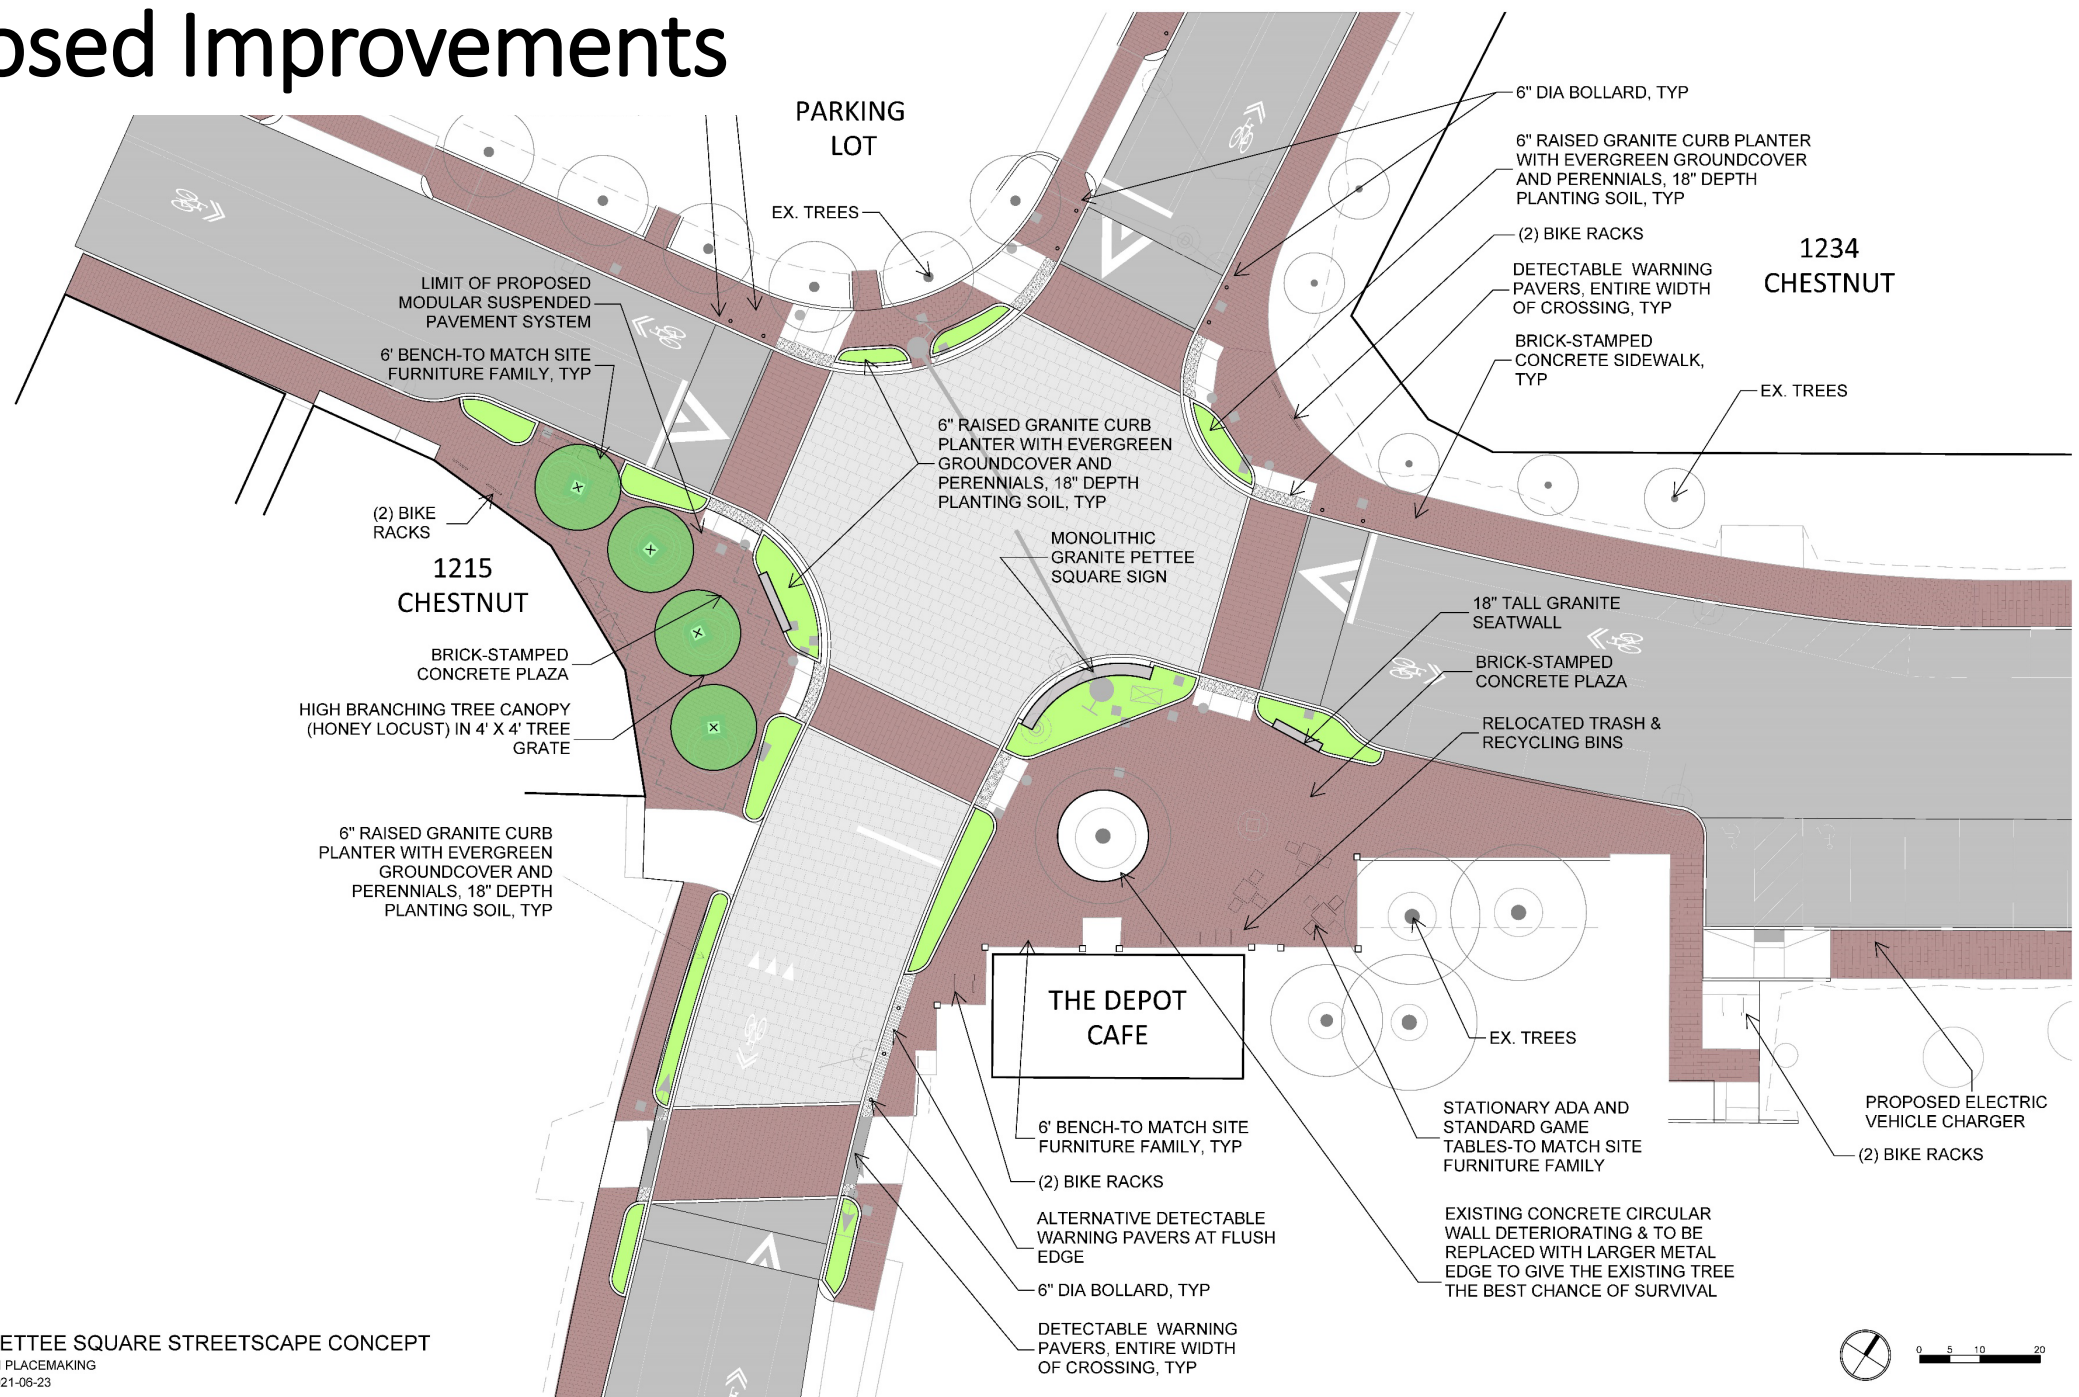 osed Improvements
PARKING
LOT
EX. TREES
6" DIA BOLLARD, TYP
6" RAISED GRANITE CURB PLANTER
WITH EVERGREEN GROUNDCOVER
AND PERENNIALS, 18" DEPTH
PLANTING SOIL, TYP
(2) BIKE RACKS
1234
CHESTNUT
DETECTABLE WARNING
PAVERS, ENTIRE WIDTH
OF CROSSING, TYP
BRICK-STAMPED
CONCRETE SIDEWALK,
TYP
EX. TREES
LIMIT OF PROPOSED
MODULAR SUSPENDED
PAVEMENT SYSTEM
6' BENCH-TO MATCH SITE
FURNITURE FAMILY, TYP
6" RAISED GRANITE CURB
PLANTER WITH EVERGREEN
GROUNDCOVER AND
PERENNIALS, 18" DEPTH
PLANTING SOIL, TYP
(2) BIKE
RACKS
1215
CHESTNUT
MONOLITHIC
GRANITE PETTEE
SQUARE SIGN
18" TALL GRANITE
SEATWALL
BRICK-STAMPED
CONCRETE PLAZA
BRICK-STAMPED
CONCRETE PLAZA
HIGH BRANCHING TREE CANOPY
(HONEY LOCUST) IN 4' X 4' TREE
GRATE
RELOCATED TRASH &
RECYCLING BINS
6" RAISED GRANITE CURB
PLANTER WITH EVERGREEN
GROUNDCOVER AND
PERENNIALS, 18" DEPTH
PLANTING SOIL, TYP
THE DEPOT
CAFE
EX. TREES
6' BENCH-TO MATCH SITE
FURNITURE FAMILY, TYP
(2) BIKE RACKS
ALTERNATIVE DETECTABLE
WARNING PAVERS AT FLUSH
EDGE
6" DIA BOLLARD, TYP
DETECTABLE WARNING
PAVERS, ENTIRE WIDTH
OF CROSSING, TYP
STATIONARY ADA AND
STANDARD GAME
TABLES-TO MATCH SITE
FURNITURE FAMILY
EXISTING CONCRETE CIRCULAR
WALL DETERIORATING & TO BE
REPLACED WITH LARGER METAL
EDGE TO GIVE THE EXISTING TREE
THE BEST CHANCE OF SURVIVAL
PROPOSED ELECTRIC
VEHICLE CHARGER
(2) BIKE RACKS
ETTEE SQUARE STREETSCAPE CONCEPT
PLACEMAKING
21-06-23
0 5 10 20